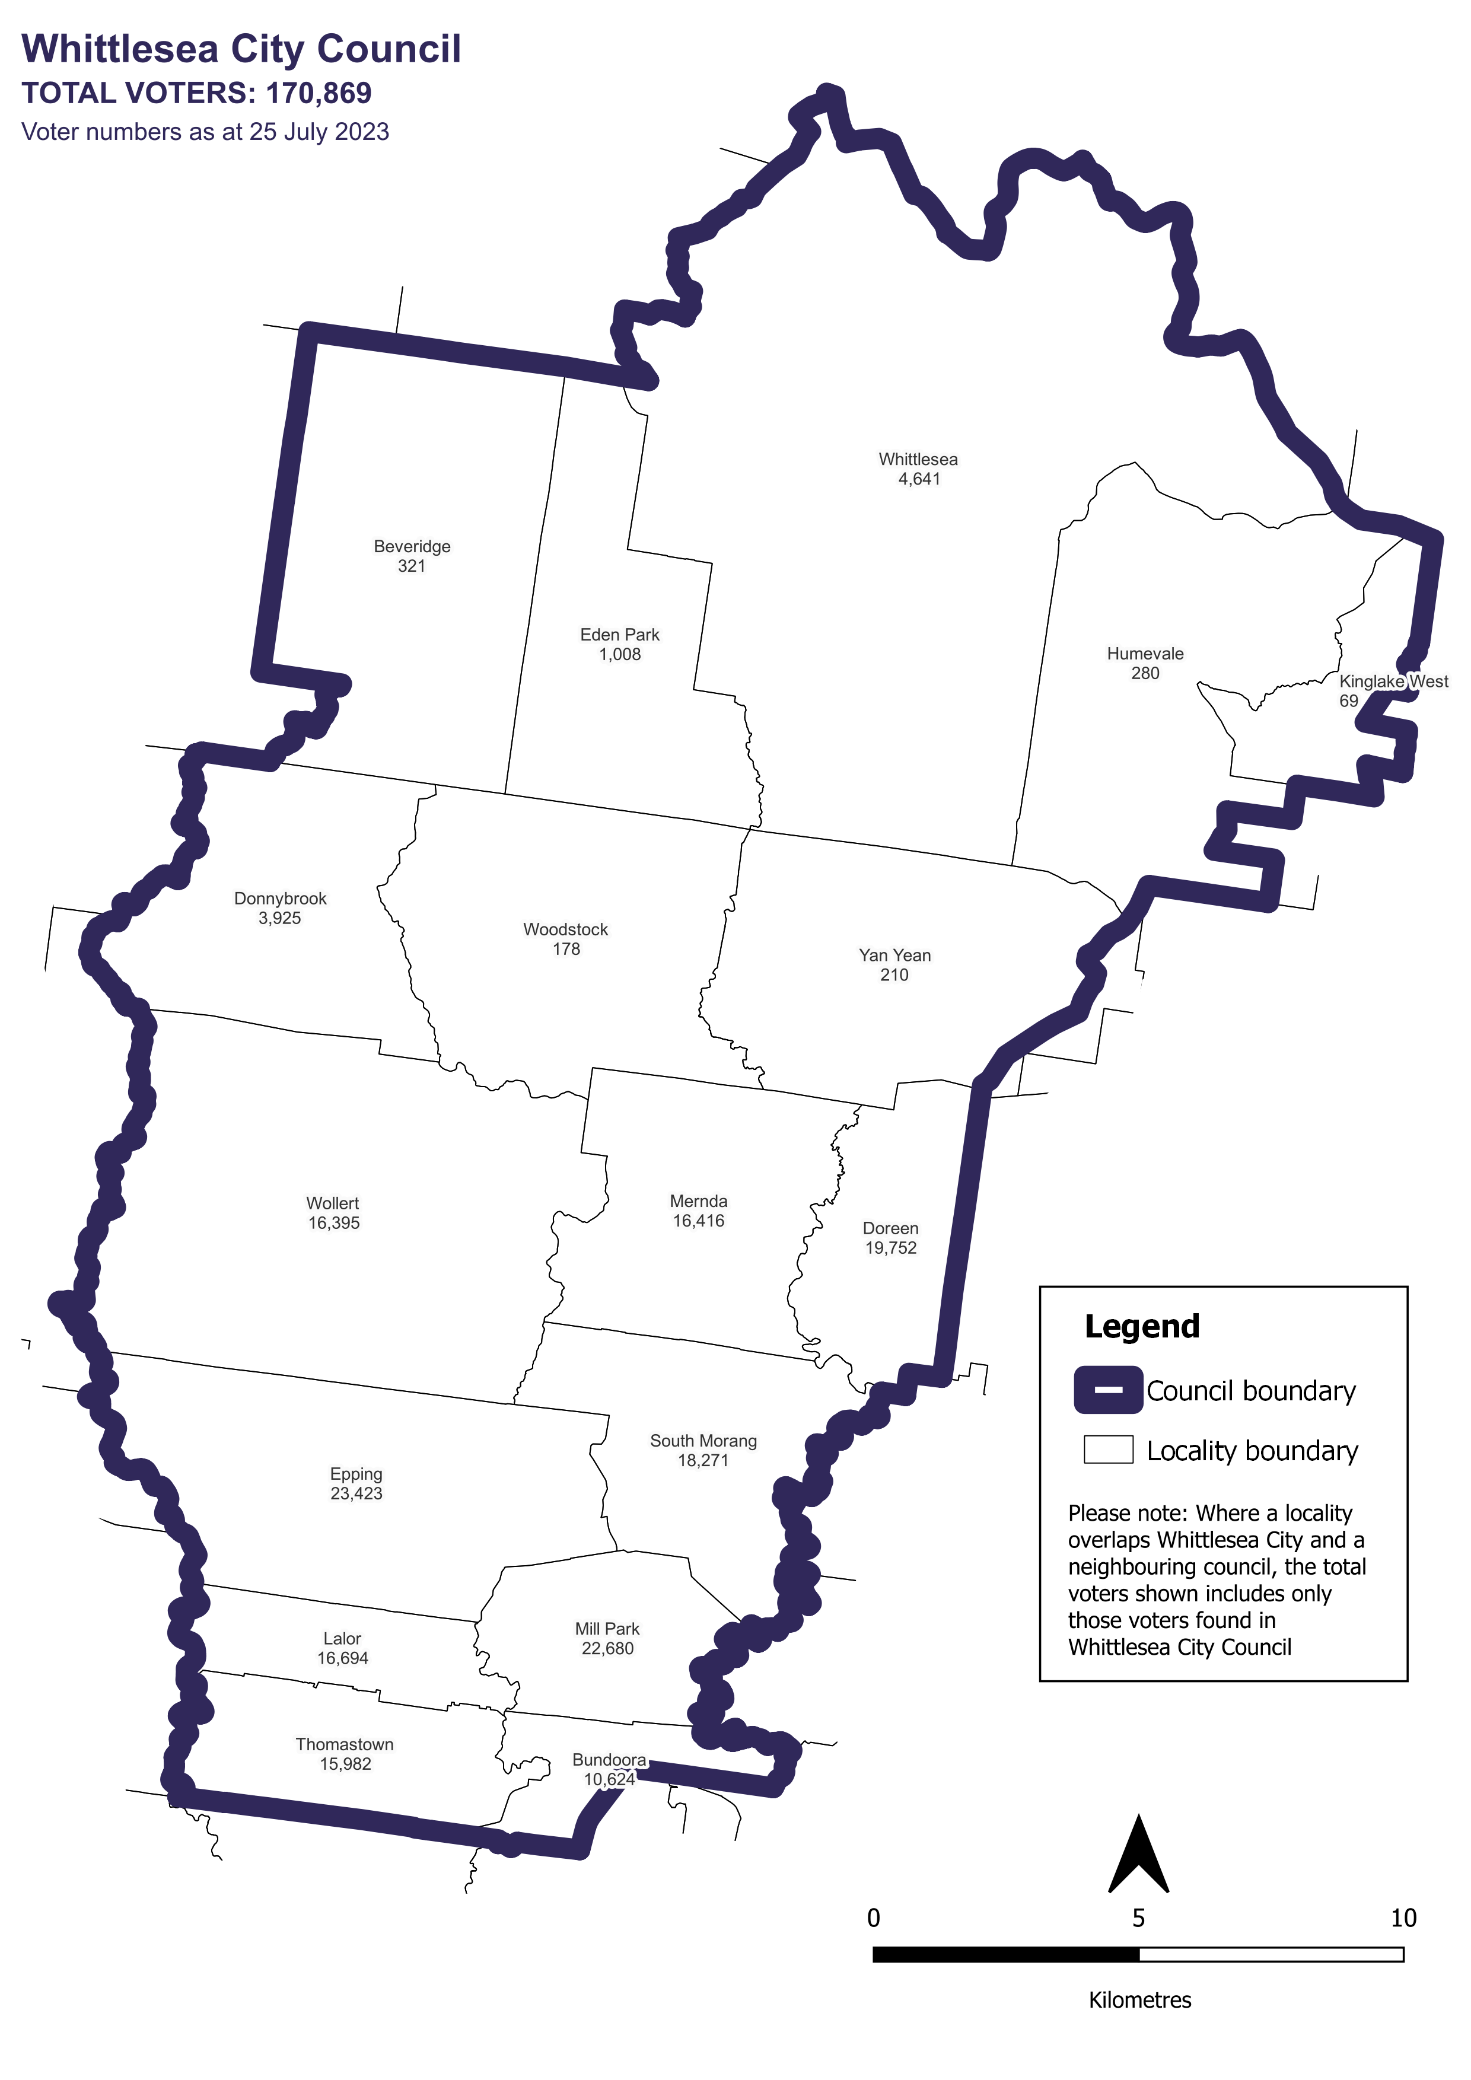 Whittlesea City Council
TOTAL VOTERS: 170,869
Voter numbers as at 25 July 2023
Whittlesea
4,641
Beveridge
321
Eden Park
1,008
Humevale
280
Kinglake West
69
Donnybrook
3,925
Woodstock
178
Yan Yean
210
Wollert
16,395
Mernda
16,416
Doreen
19,752
South Morang
18,271
Epping
23,423
Mill Park
22,680
Lalor
16,694
Thomastown
15,982
Bundoora
10,624
Legend
Council boundary
Locality boundary
Please note: Where a locality
overlaps Whittlesea City and a
neighbouring council, the total
voters shown includes only
those voters found in
Whittlesea City Council
0 5 10
Kilometres